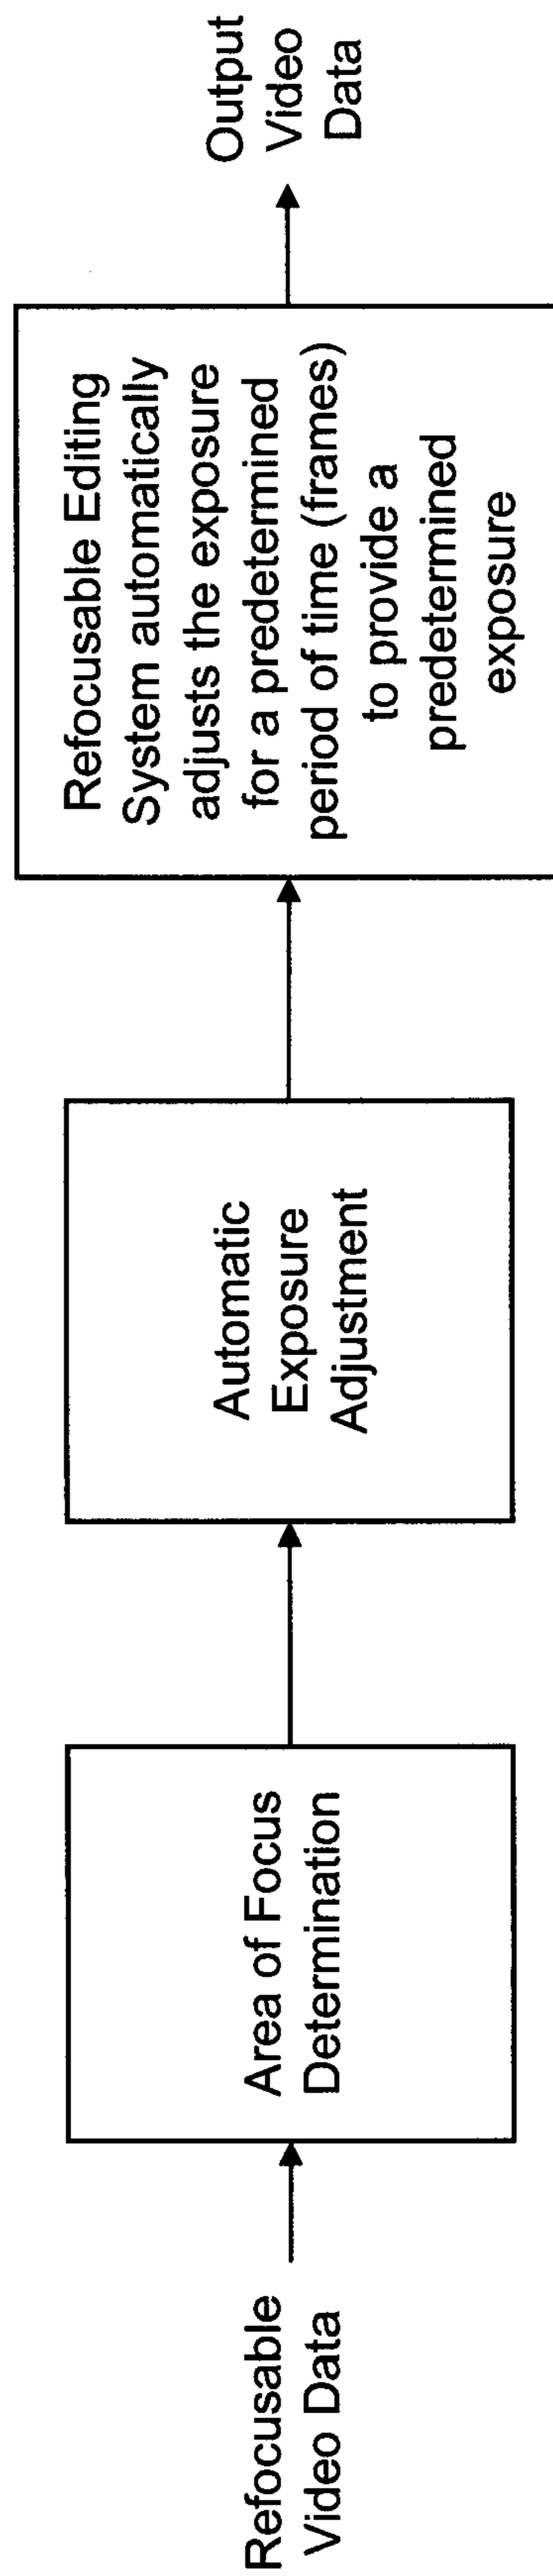 Refocusable
Video Data
Area of Focus
Determination
Automatic
Exposure
Adjustment
Refocusable Editing
System automatically
adjusts the exposure
for a predetermined
period of time (frames)
to provide a
predetermined
exposure
Output
Video
Data